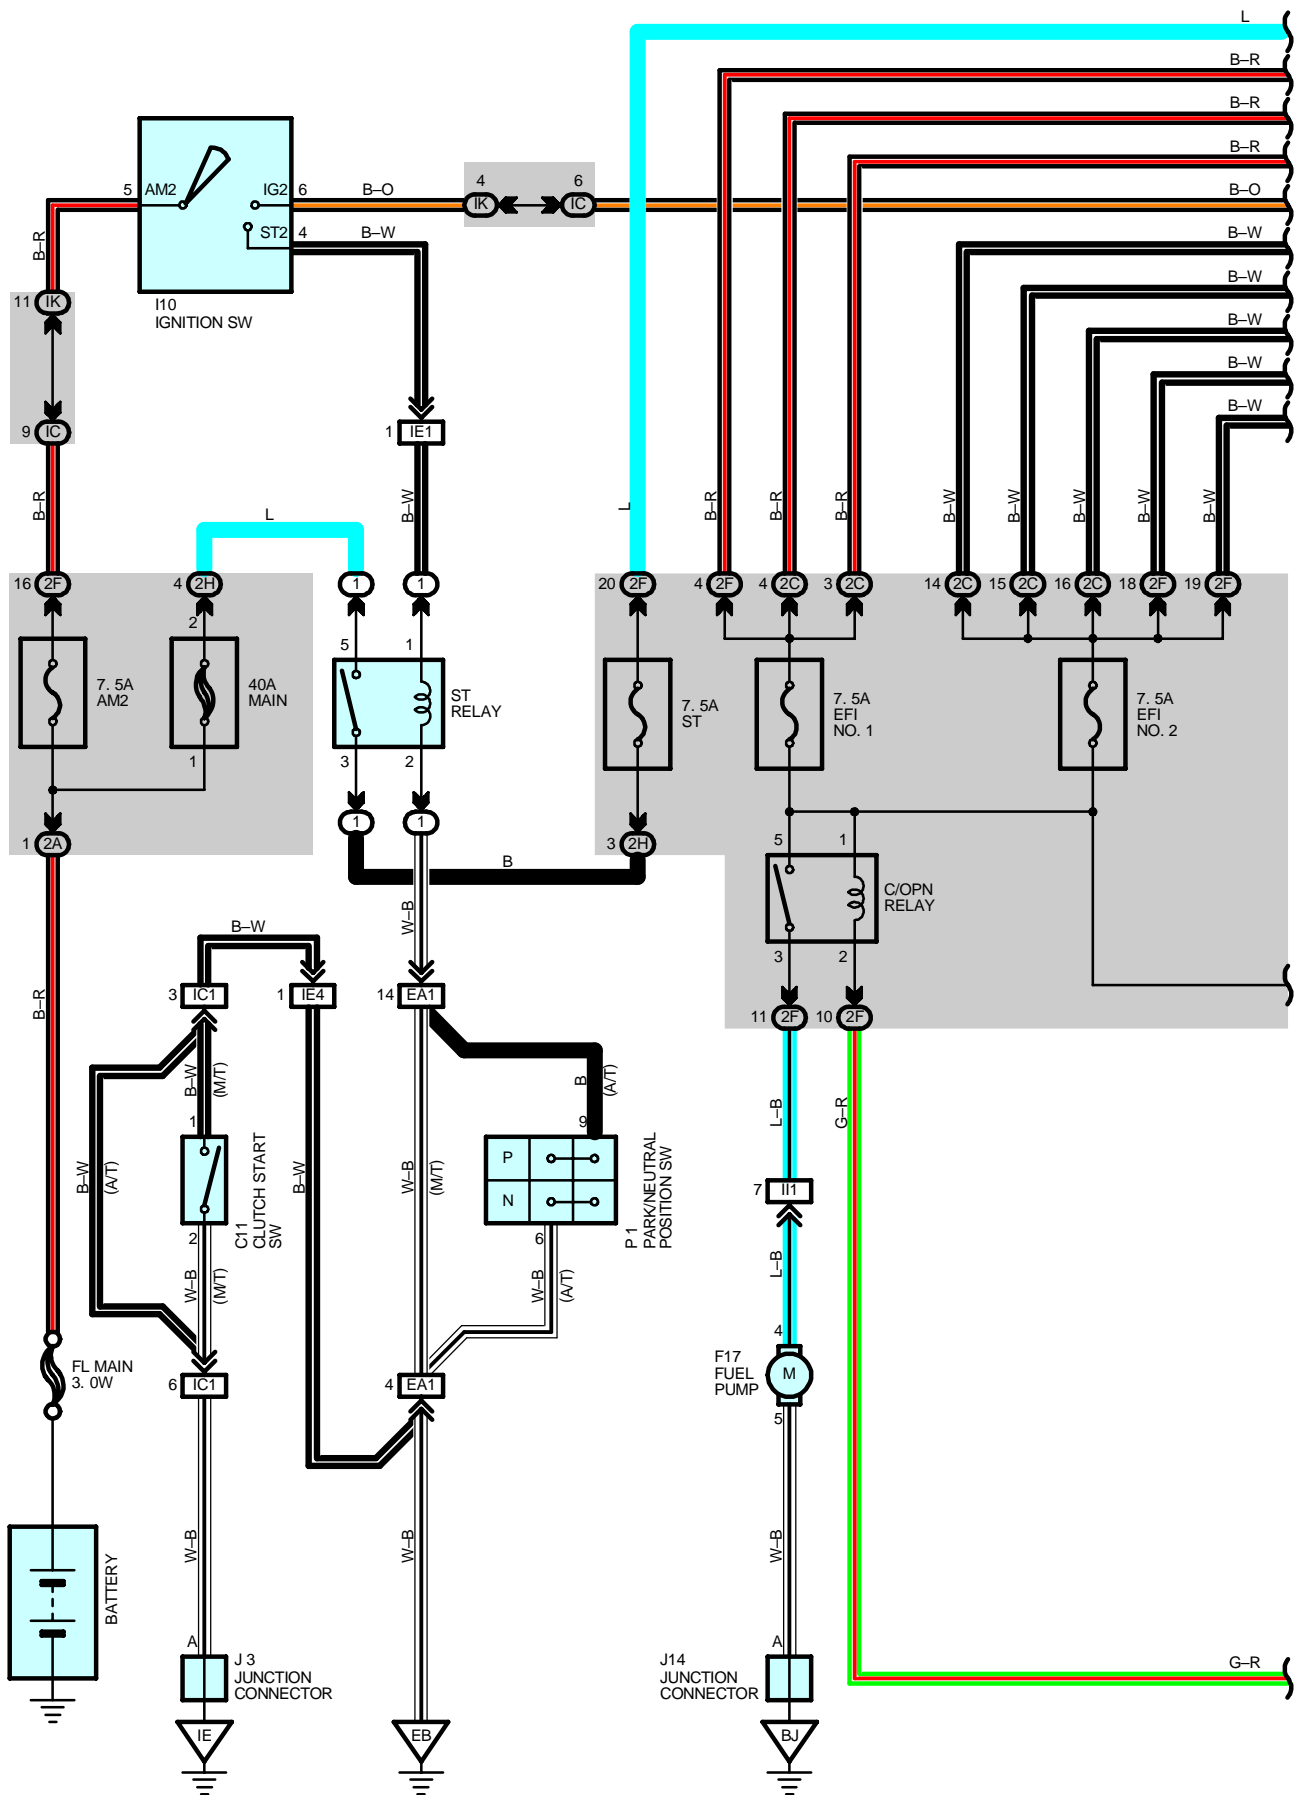 L
B–R
B–R
B–R
B–O
B–W
B–W
B–W
B–W
B–W
5 AM2 IG2 6 B–O 4 IK 6 IC
ST2 4 B–W
B–R
I10
IGNITION SW
11 IK
9 IC
1 IE1
B–R
L
B–W
L
B–R
B–R
B–R
B–W
B–W
B–W
B–W
B–W
16 2F
4 2H
1
1
20 2F
4 2F
4 2C
3 2C
14 2C
15 2C
16 2C
18 2F
19 2F
2
5
1
7. 5A
AM2
40A
MAIN
ST
RELAY
7. 5A
ST
7. 5A
EFI
NO. 1
7. 5A
EFI
NO. 2
1
3
2
1 2A
1
1
3 2H
B
5
1
C/OPN
RELAY
3
2
W–B
B–W
B–R
3 IC1
1 IE4
14 EA1
11 2F
10 2F
B–W
(M/T)
B
(A/T)
L–B
G–R
1
9
B–W
(A/T)
C11
CLUTCH START
SW
B–W
W–B
(M/T)
P
N
P 1
PARK/NEUTRAL
POSITION SW
7 II1
2
6
W–B
(M/T)
W–B
(A/T)
L–B
4
FL MAIN
3. 0W
6 IC1
4 EA1
F17
FUEL
PUMP
M
5
BATTERY
W–B
W–B
W–B
A
J 3
JUNCTION
CONNECTOR
A
J14
JUNCTION
CONNECTOR
G–R
IE
EB
BJ